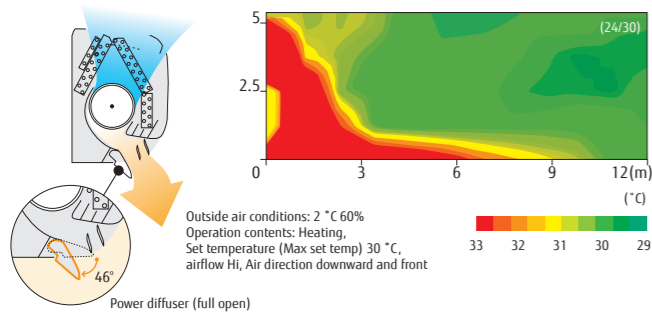 5
(24/30)
2.5
0
3
6
9
12(m)
(˚C)
33
32
31
30
29
Outside air conditions: 2 ˚C 60%
Operation contents: Heating,
Set temperature (Max set temp) 30 ˚C,
airflow Hi, Air direction downward and front
46°
Power diffuser (full open)